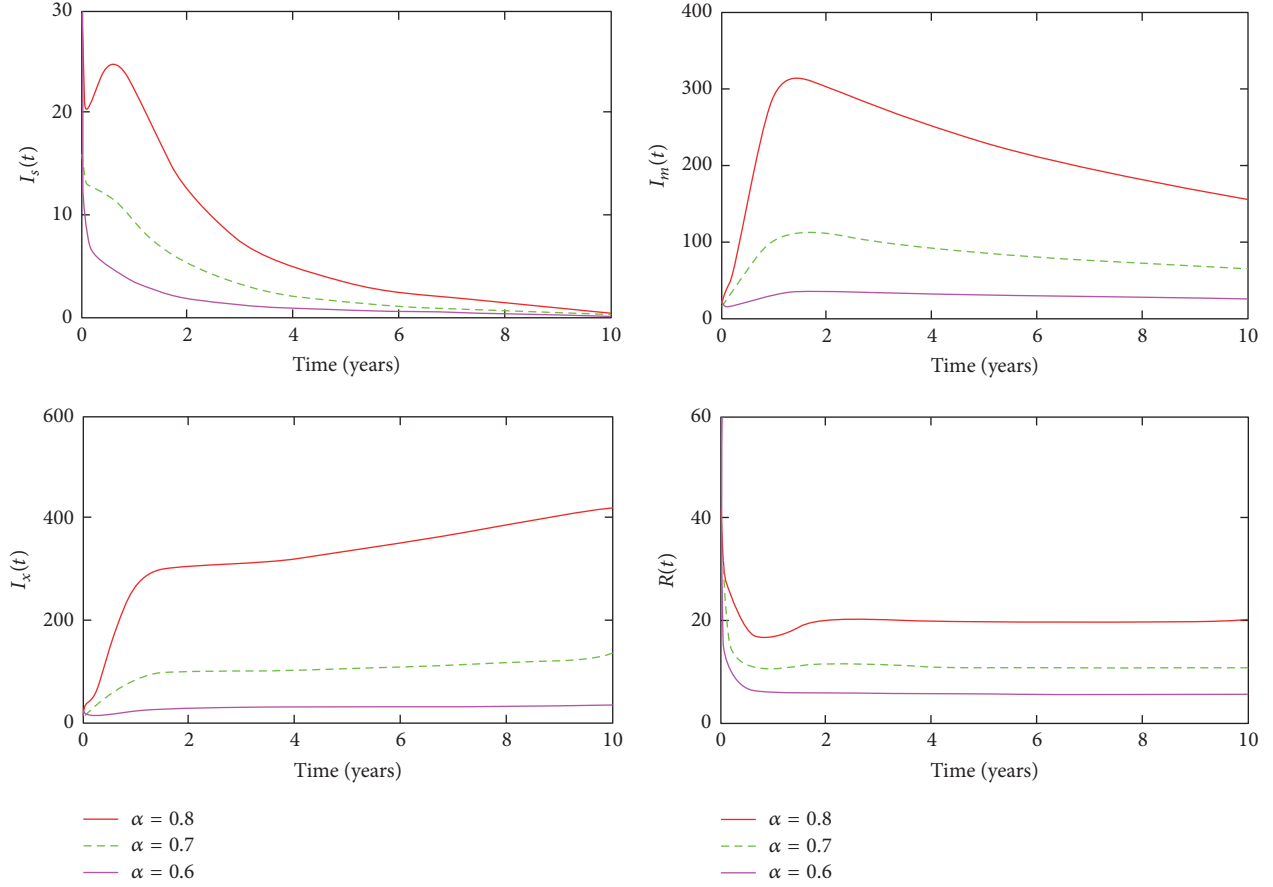 30
20
10
0
I_s(t)
0 2 4 6 8 10
Time (years)
400
300
200
100
0
I_m(t)
0 2 4 6 8 10
Time (years)
600
400
200
0
I_x(t)
0 2 4 6 8 10
Time (years)
60
40
20
0
R(t)
0 2 4 6 8 10
Time (years)
α = 0.8
α = 0.7
α = 0.6
α = 0.8
α = 0.7
α = 0.6